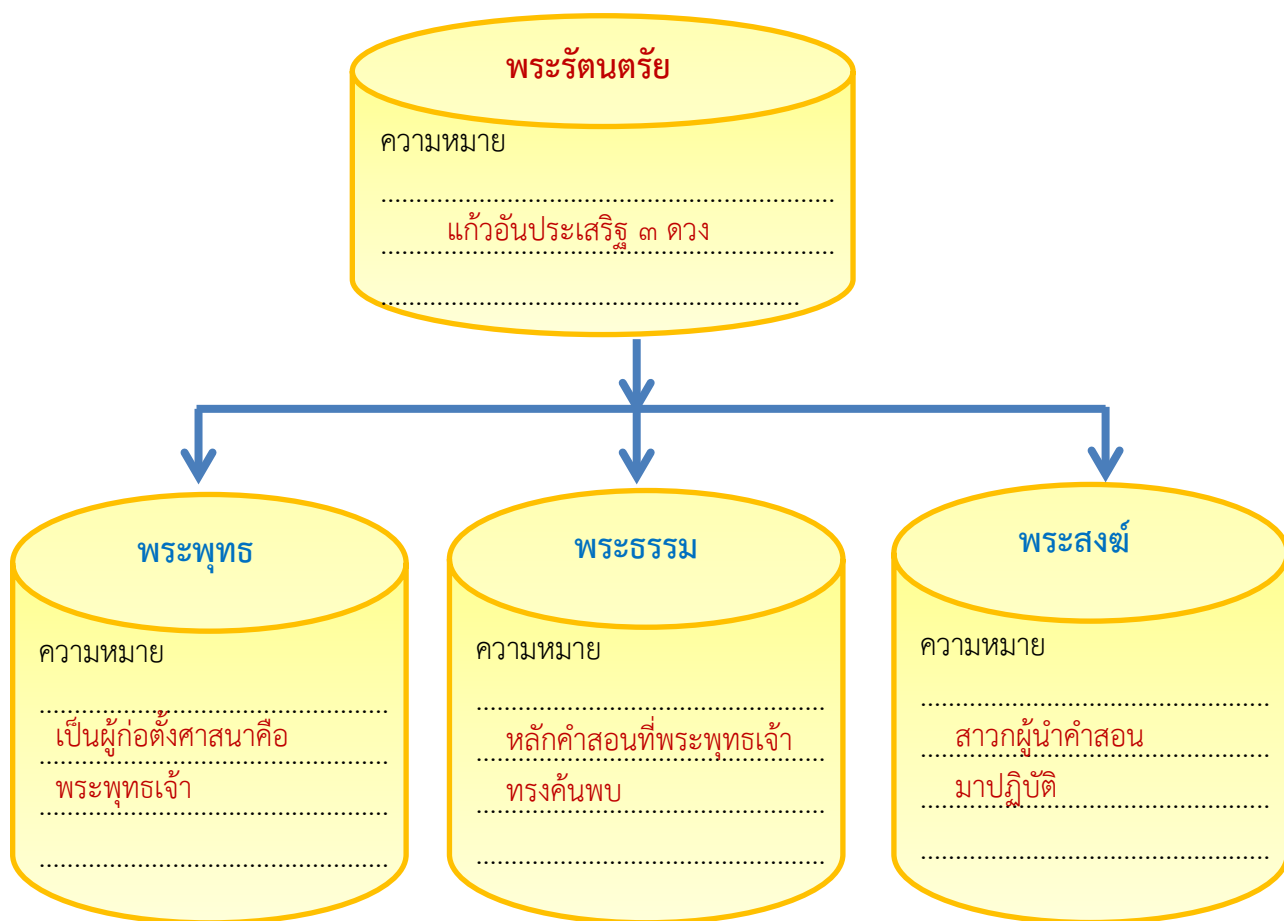 พระรัตนตรัย
ความหมาย
แก้วอันประเสริฐ ๓ ดวง
พระพุทธ
ความหมาย
เป็นผู้ก่อตั้งศาสนาคือ
พระพุทธเจ้า
พระธรรม
ความหมาย
หลักคำสอนที่พระพุทธเจ้า
ทรงค้นพบ
พระสงฆ์
ความหมาย
สาวกผู้นำคำสอน
มาปฏิบัติ